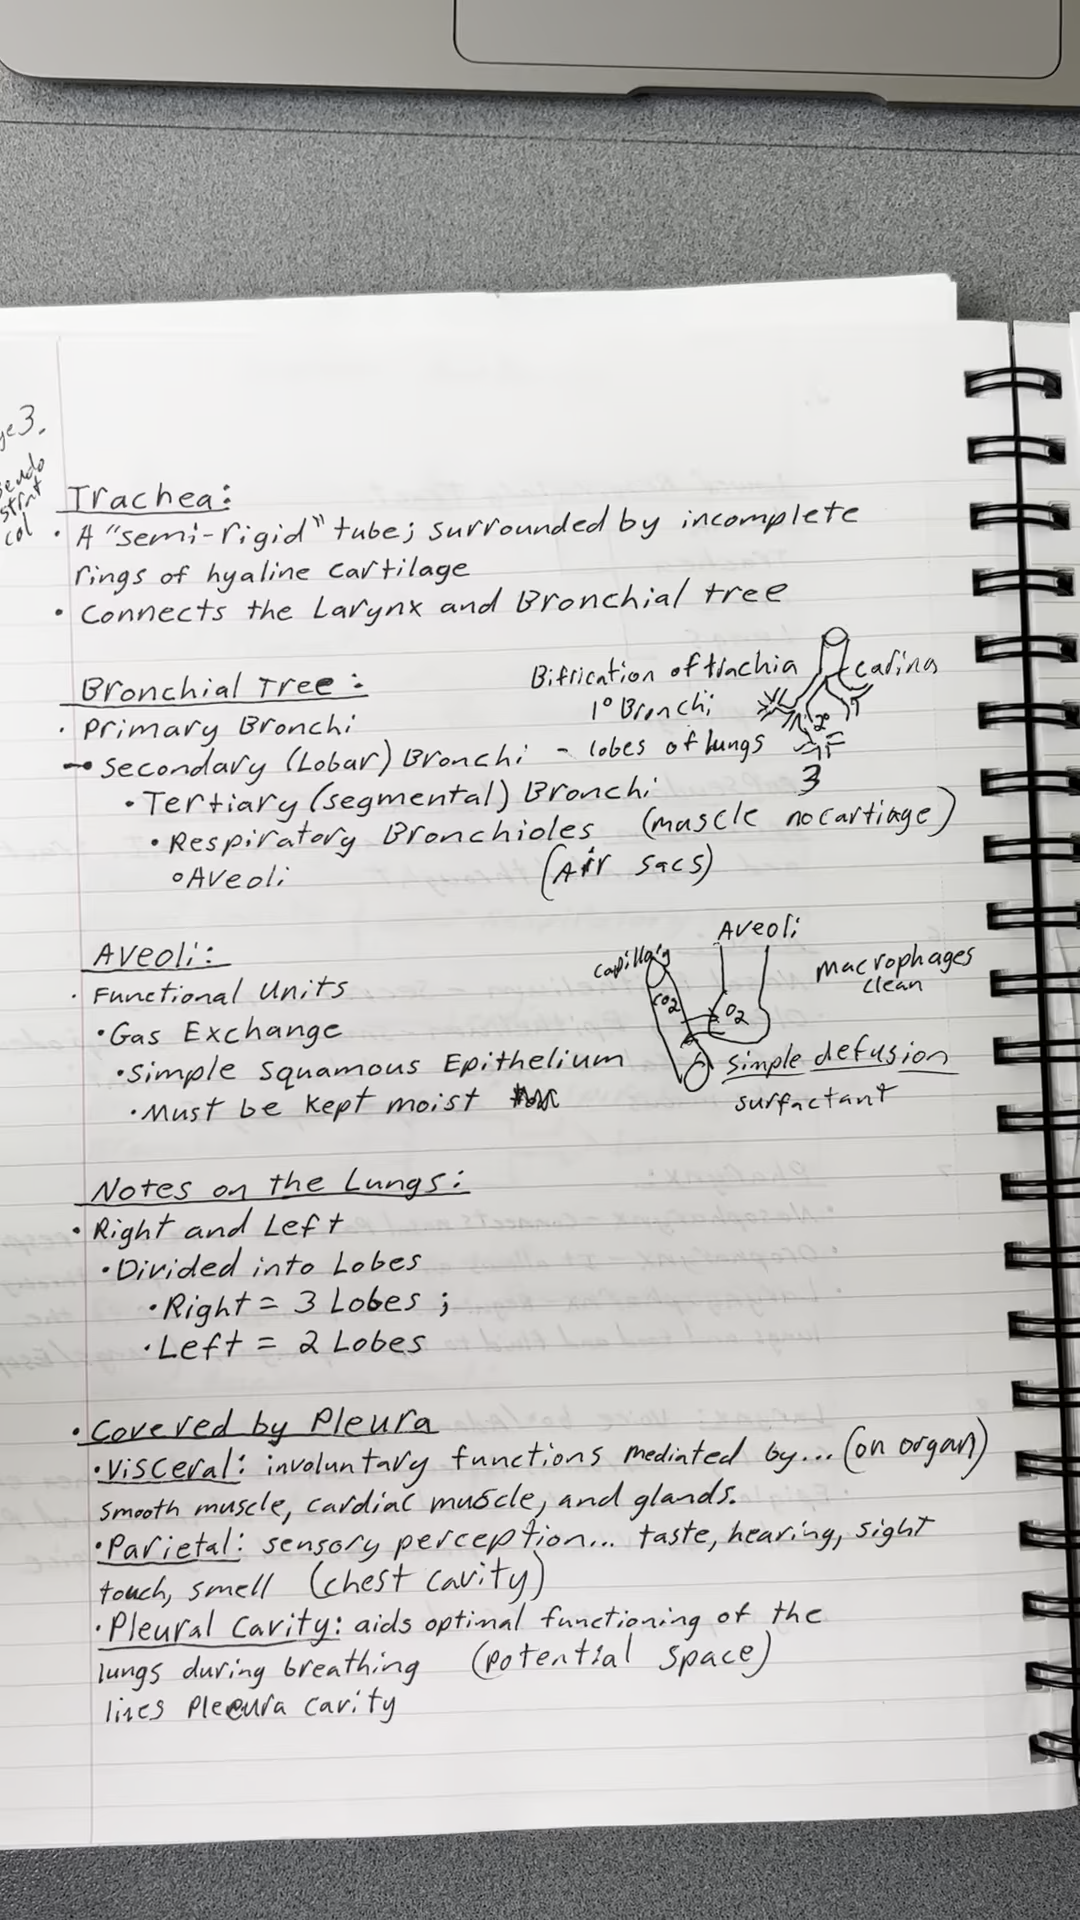 Trachea:
• A "semi-rigid" tube; surrounded by incomplete
rings of hyaline cartilage
• Connects the Larynx and Bronchial tree
Bronchial Tree:
Bifrication of trachia
carina
1° Bronchi
• Primary Bronchi
2°
→ Secondary (Lobar) Bronchi - lobes of lungs
3
• Tertiary (segmental) Bronchi
• Respiratory Bronchioles (muscle no cartiage)
∘ Aveoli (Air sacs)
Aveoli:
Aveoli
capillary
macrophages
clean
• Functional Units
CO2
O2
• Gas Exchange
• Simple Squamous Epithelium
simple defusion
• Must be kept moist
surfactant
Notes on the Lungs:
• Right and Left
• Divided into Lobes
• Right = 3 Lobes ;
• Left = 2 Lobes
• Covered by Pleura
• Visceral: involuntary functions mediated by... (on organ)
smooth muscle, cardiac muscle, and glands.
• Parietal: sensory perception... taste, hearing, sight
touch, smell (chest cavity)
• Pleural Cavity: aids optimal functioning of the
lungs during breathing (potential space)
lines Pleeura cavity